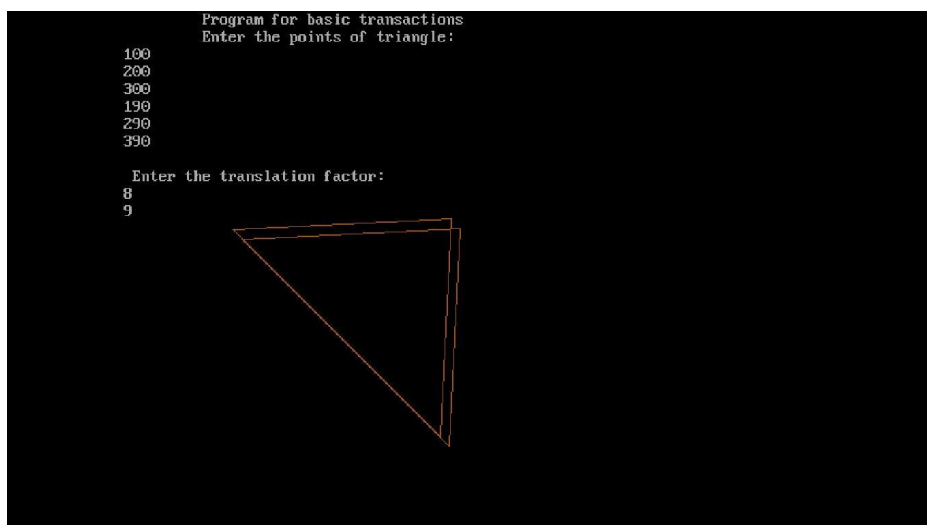 Program for basic transactions
Enter the points of triangle:
100
200
300
190
290
390
Enter the translation factor:
8
9